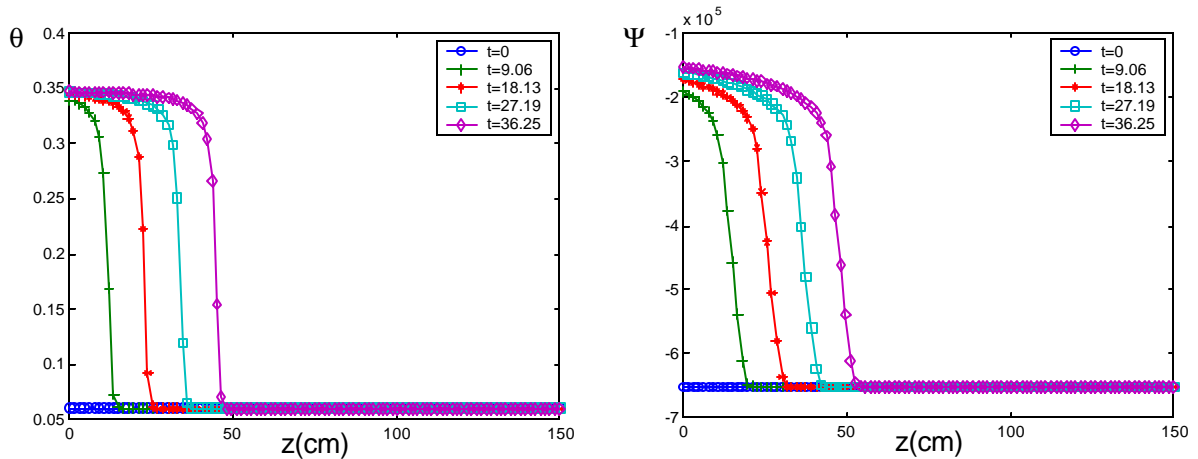 θ
0.4
0.35
0.3
0.25
0.2
0.15
0.1
0.05
0
50
100
150
z(cm)
t=0
t=9.06
t=18.13
t=27.19
t=36.25
Ψ
x 10^5
-1
-2
-3
-4
-5
-6
-7
0
50
100
150
z(cm)
t=0
t=9.06
t=18.13
t=27.19
t=36.25